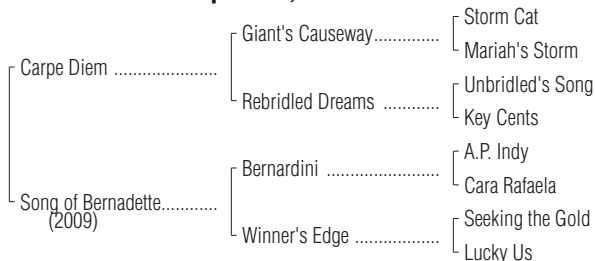 Storm Cat
Giant's Causeway..............
Mariah's Storm
Carpe Diem ......................
Unbridled's Song
Rebridled Dreams ............
Key Cents
A.P. Indy
Bernardini .....................
Cara Rafaela
Song of Bernadette............
(2009)
Seeking the Gold
Winner's Edge .................
Lucky Us